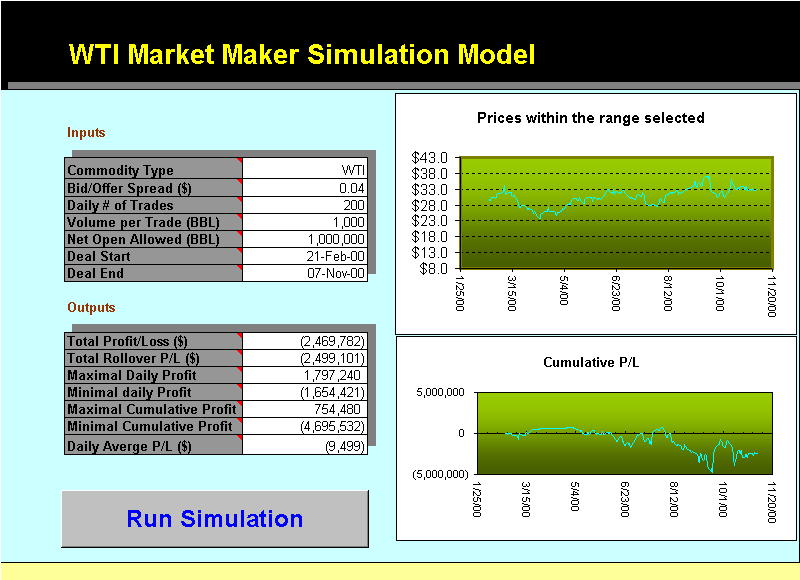 WTI Market Maker Simulation Model
Inputs
Commodity Type WTI
Bid/Offer Spread ($) 0.04
Daily # of Trades 200
Volume per Trade (BBL) 1,000
Net Open Allowed (BBL) 1,000,000
Deal Start 21-Feb-00
Deal End 07-Nov-00
Outputs
Total Profit/Loss ($) (2,469,782)
Total Rollover P/L ($) (2,499,101)
Maximal Daily Profit 1,797,240
Minimal daily Profit (1,654,421)
Maximal Cumulative Profit 754,480
Minimal Cumulative Profit (4,695,532)
Daily Averge P/L ($) (9,499)
Run Simulation
Prices within the range selected
$43.0
$38.0
$33.0
$28.0
$23.0
$18.0
$13.0
$8.0
1/25/00 3/15/00 5/4/00 6/23/00 8/12/00 10/1/00 11/20/00
Cumulative P/L
5,000,000
0
(5,000,000)
1/25/00 3/15/00 5/4/00 6/23/00 8/12/00 10/1/00 11/20/00